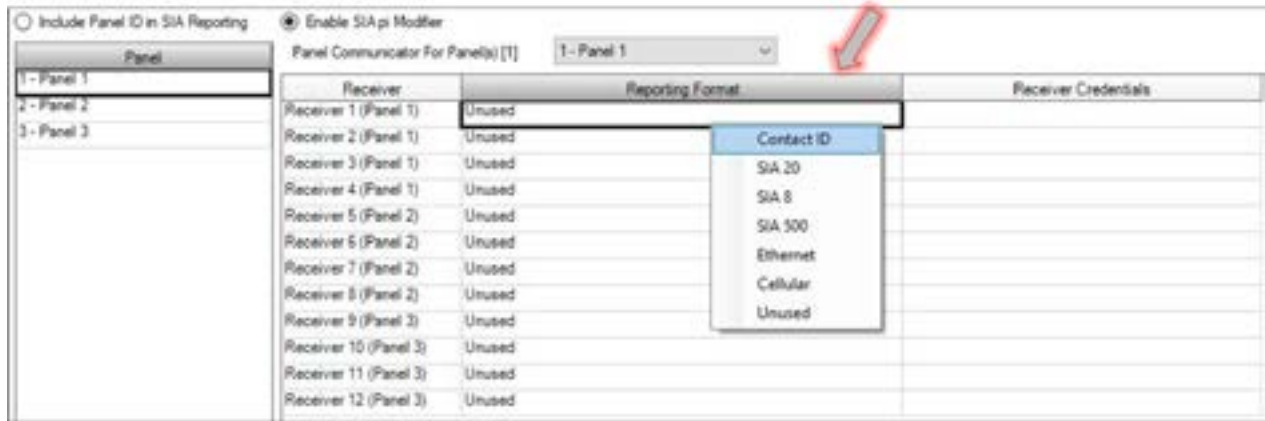 Include Panel ID in SIA Reporting
Enable SIA pi Modifier
Panel Communicator For Panel(s) [1]
1 - Panel 1
Panel
1 - Panel 1
2 - Panel 2
3 - Panel 3
Receiver Reporting Format Receiver Credentials
Receiver 1 (Panel 1) Unused
Receiver 2 (Panel 1) Unused
Receiver 3 (Panel 1) Unused
Receiver 4 (Panel 1) Unused
Receiver 5 (Panel 2) Unused
Receiver 6 (Panel 2) Unused
Receiver 7 (Panel 2) Unused
Receiver 8 (Panel 2) Unused
Receiver 9 (Panel 3) Unused
Receiver 10 (Panel 3) Unused
Receiver 11 (Panel 3) Unused
Receiver 12 (Panel 3) Unused
Contact ID
SIA 20
SIA 8
SIA 500
Ethernet
Cellular
Unused